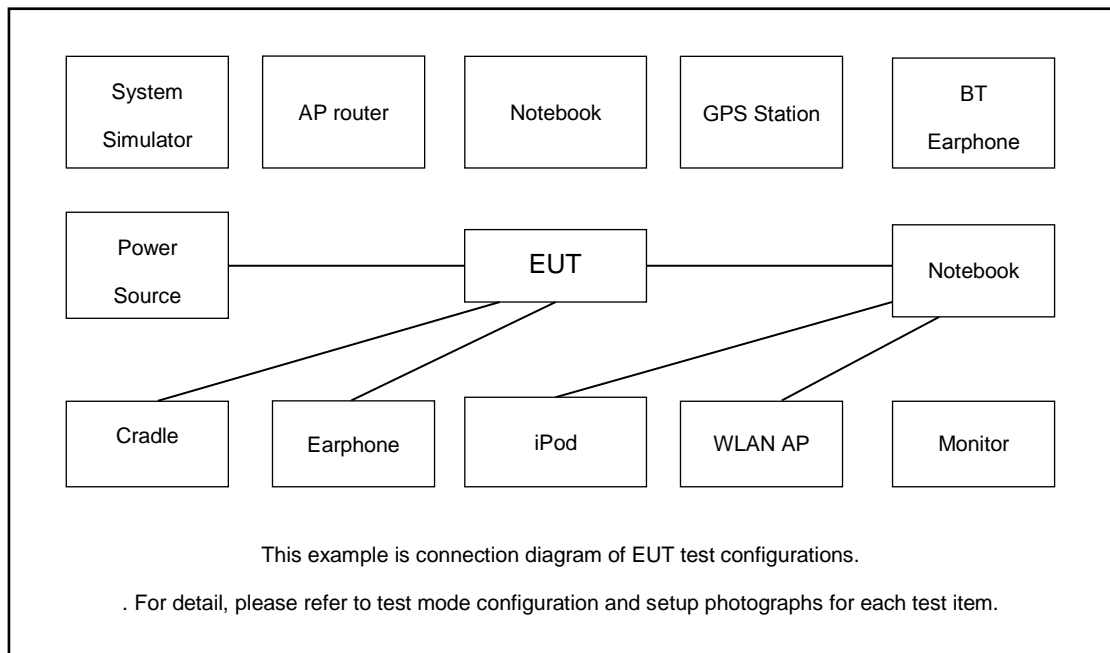 System
Simulator
AP router
Notebook
GPS Station
BT
Earphone
Power
Source
EUT
Notebook
Cradle
Earphone
iPod
WLAN AP
Monitor
This example is connection diagram of EUT test configurations.
. For detail, please refer to test mode configuration and setup photographs for each test item.